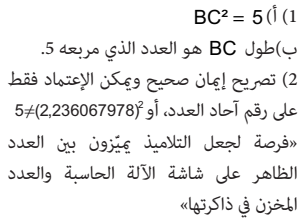 1) أ) BC² = 5
ب)طول BC هو العدد الذي مربعه 5.
2) تصريح إيمان صحيح ويمكن الإعتماد فقط
على رقم آحاد العدد، أو ²(2,236067978)≠5
«فرصة لجعل التلاميذ يميّزون بين العدد
الظاهر على شاشة الآلة الحاسبة والعدد
المخزن في ذاكرتها»